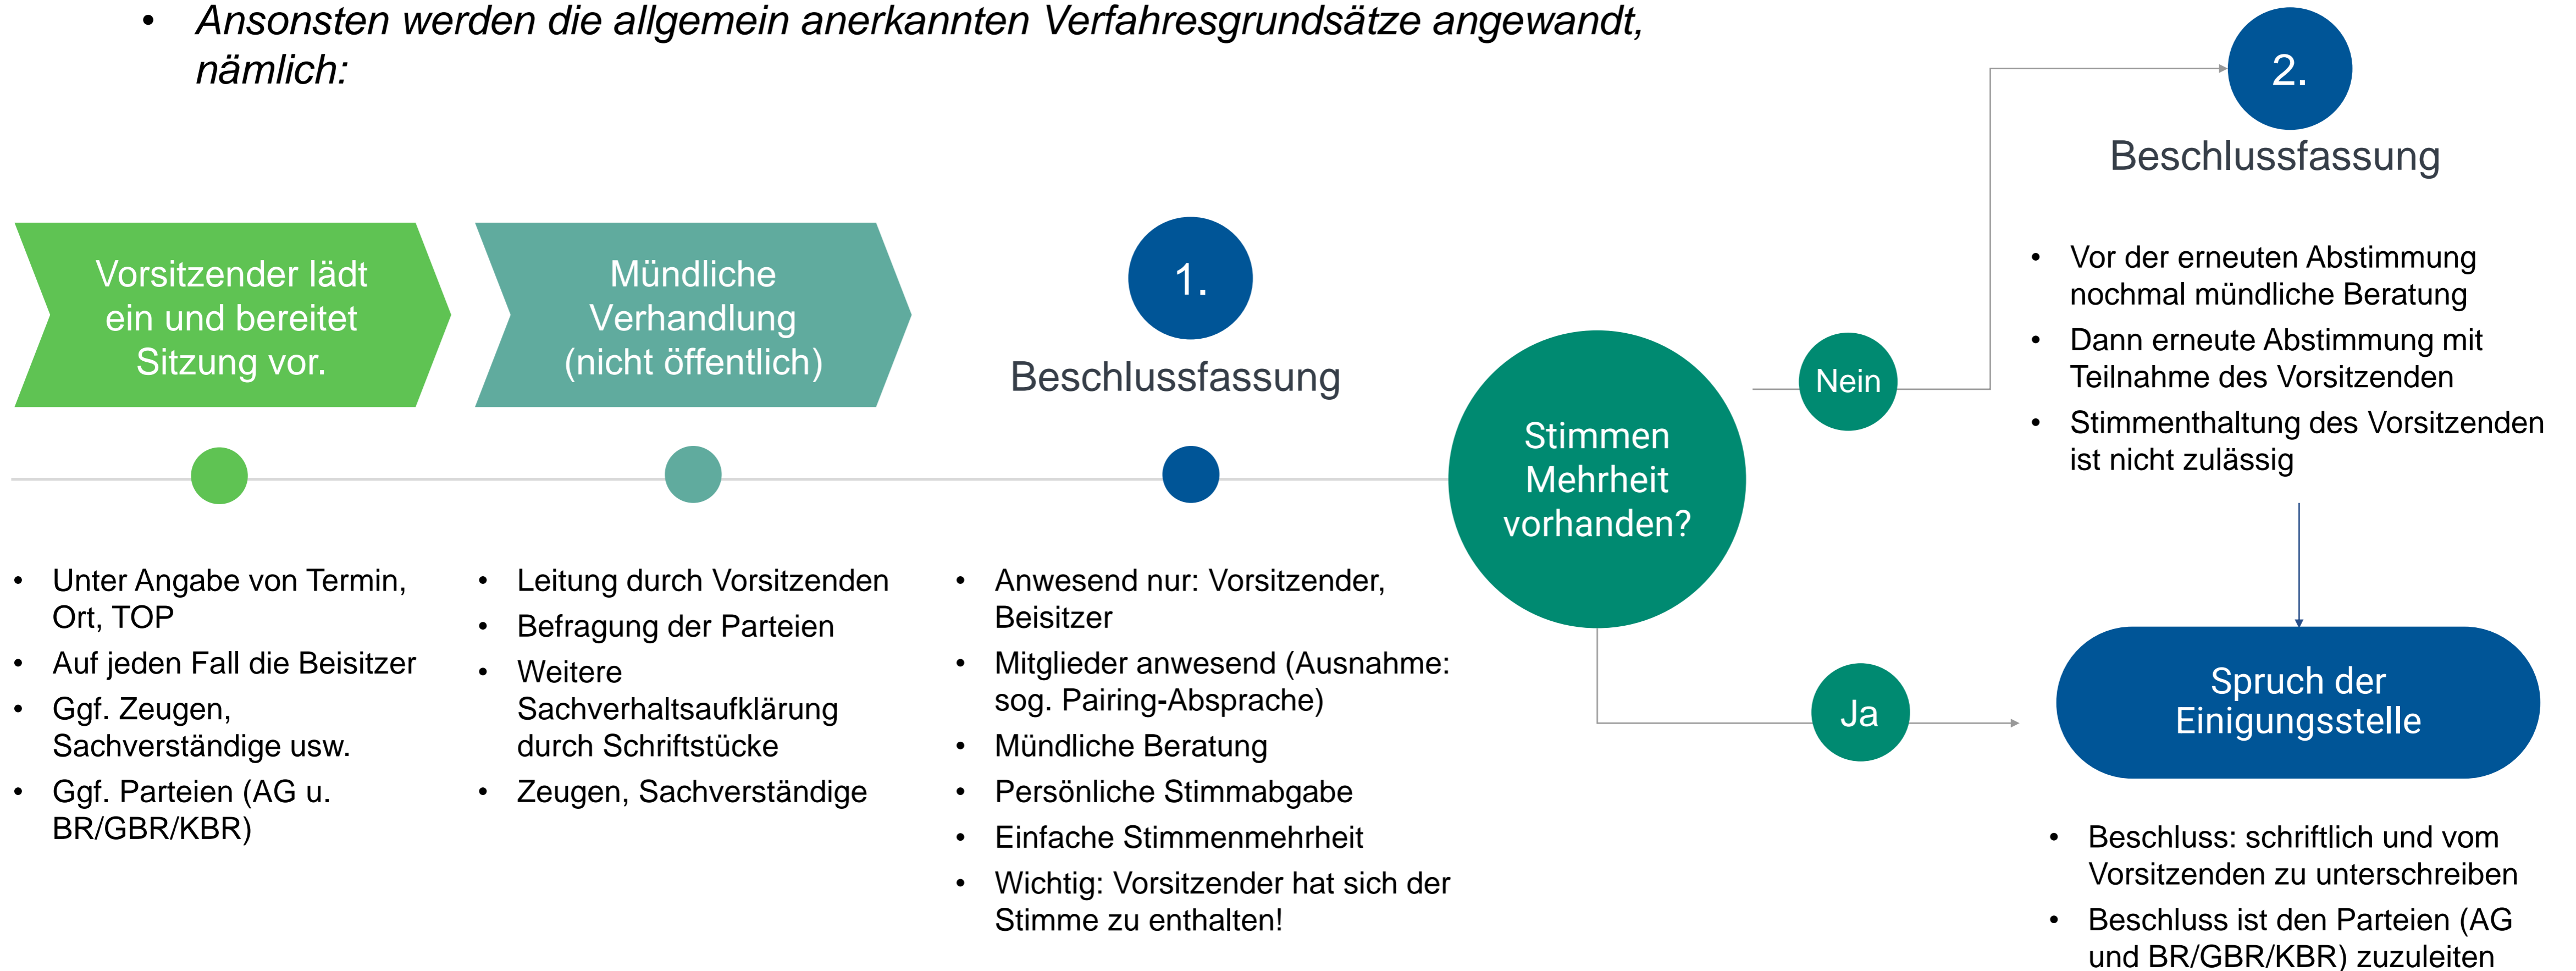 • Ansonsten werden die allgemein anerkannten Verfahresgrundsätze angewandt,
nämlich:
Vorsitzender lädt
ein und bereitet
Sitzung vor.
• Unter Angabe von Termin,
Ort, TOP
• Auf jeden Fall die Beisitzer
• Ggf. Zeugen,
Sachverständige usw.
• Ggf. Parteien (AG u.
BR/GBR/KBR)
Mündliche
Verhandlung
(nicht öffentlich)
• Leitung durch Vorsitzenden
• Befragung der Parteien
• Weitere
Sachverhaltsaufklärung
durch Schriftstücke
• Zeugen, Sachverständige
1.
Beschlussfassung
• Anwesend nur: Vorsitzender,
Beisitzer
• Mitglieder anwesend (Ausnahme:
sog. Pairing-Absprache)
• Mündliche Beratung
• Persönliche Stimmabgabe
• Einfache Stimmenmehrheit
• Wichtig: Vorsitzender hat sich der
Stimme zu enthalten!
Stimmen
Mehrheit
vorhanden?
Nein
2.
Beschlussfassung
• Vor der erneuten Abstimmung
nochmal mündliche Beratung
• Dann erneute Abstimmung mit
Teilnahme des Vorsitzenden
• Stimmenthaltung des Vorsitzenden
ist nicht zulässig
Ja
Spruch der
Einigungsstelle
• Beschluss: schriftlich und vom
Vorsitzenden zu unterschreiben
• Beschluss ist den Parteien (AG
und BR/GBR/KBR) zuzuleiten